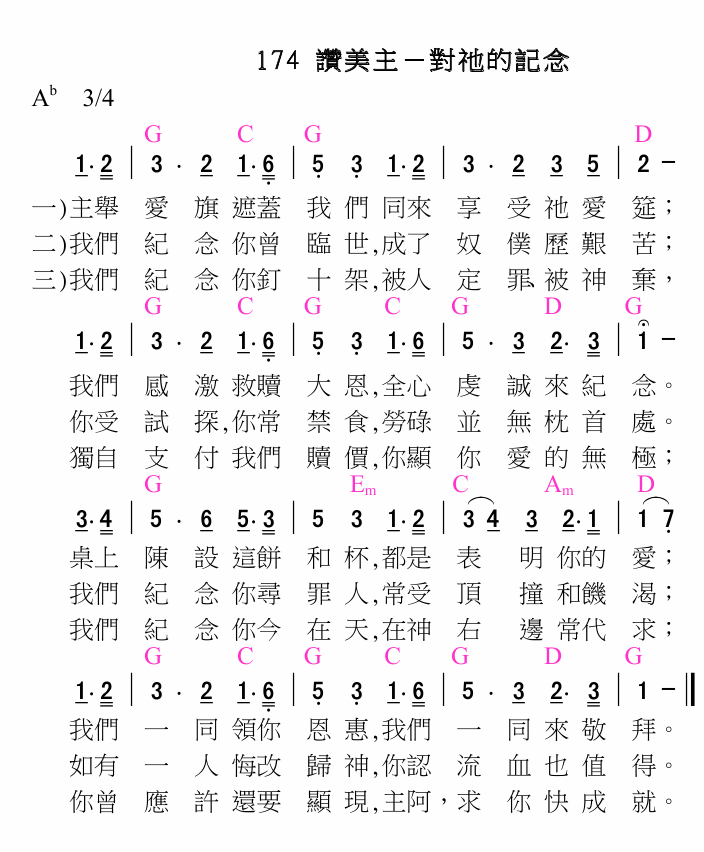 174 讚美主－對祂的記念
A♭ 3/4
G C G D
1· 2 | 3 · 2 1· 6 | 5 3 1· 2 | 3 · 2 3 5 | 2 －
一)主舉 愛 旗 遮蓋 我 們 同來 享 受 祂 愛 筵；
二)我們 紀 念 你曾 臨 世,成了 奴 僕 歷 艱 苦；
三)我們 紀 念 你釘 十 架,被人 定 罪、被 神 棄，
G C G C G D G
1· 2 | 3 · 2 1· 6 | 5 3 1· 6 | 5 · 3 2· 3 | 1 －
我們 感 激 救贖 大 恩,全心 虔 誠 來 紀 念。
你受 試 探,你常 禁 食,勞碌 並 無 枕 首 處。
獨自 支 付 我們 贖 價,你顯 你 愛 的 無 極；
G Em C Am D
3· 4 | 5 · 6 5· 3 | 5 3 1· 2 | 3 4 3 2· 1 | 1 7
桌上 陳 設 這餅 和 杯,都是 表 明 你的 愛；
我們 紀 念 你尋 罪 人,常受 頂 撞 和饑 渴；
我們 紀 念 你今 在 天,在神 右 邊 常代 求；
G C G C G D G
1· 2 | 3 · 2 1· 6 | 5 3 1· 6 | 5 · 3 2· 3 | 1 －
我們 一 同 領你 恩 惠,我們 一 同 來 敬 拜。
如有 一 人 悔改 歸 神,你認 流 血 也 值 得。
你曾 應 許 還要 顯 現,主阿，求 你 快 成 就。